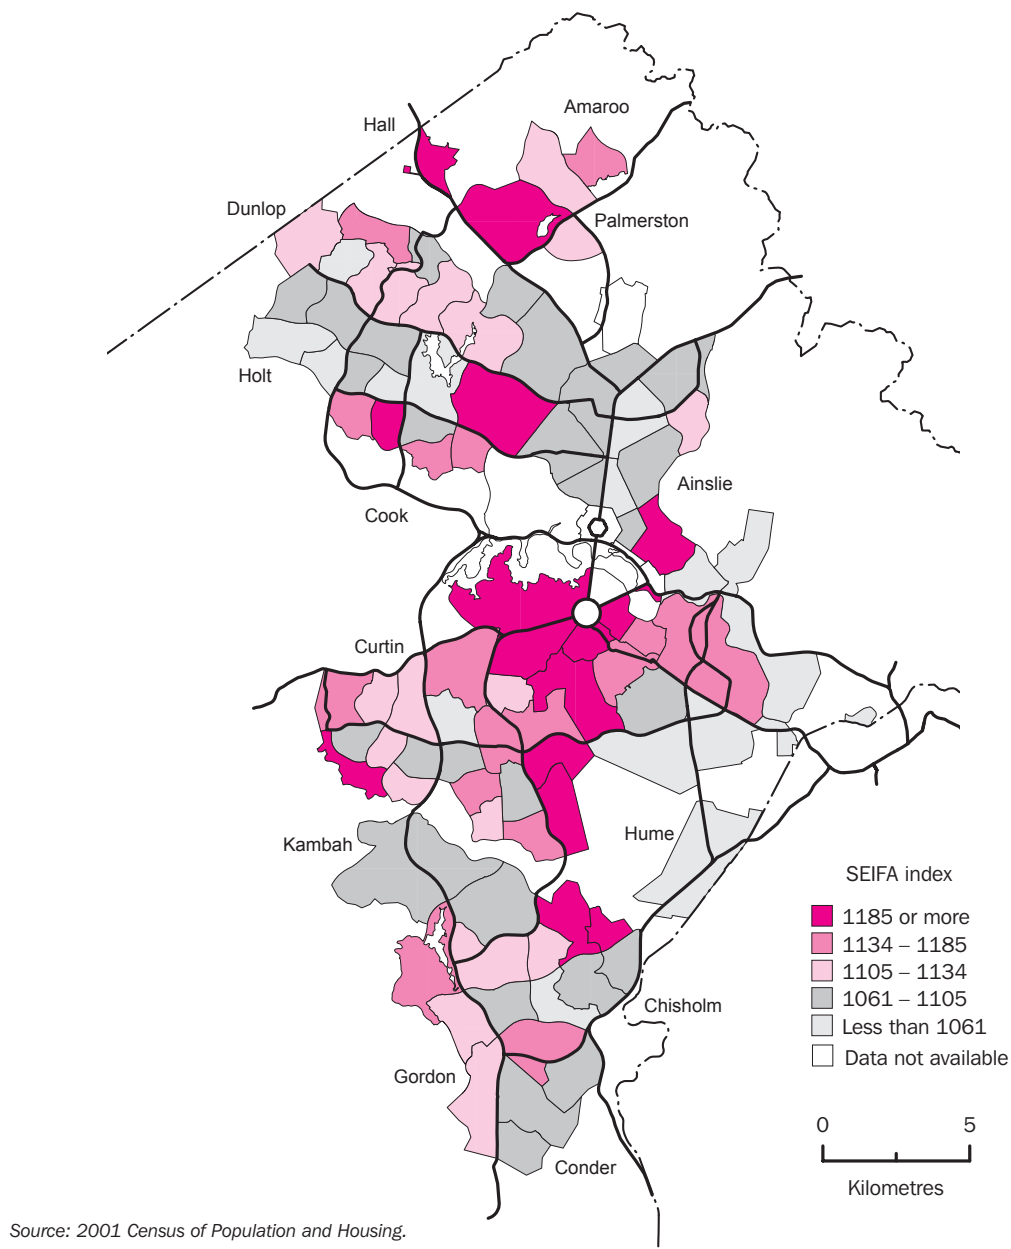 Amaroo
Hall
Dunlop
Palmerston
Holt
Ainslie
Cook
Curtin
Hume
Kambah
SEIFA index
1185 or more
1134 – 1185
1105 – 1134
1061 – 1105
Less than 1061
Data not available
Chisholm
Gordon
0 5
Conder
Kilometres
Source: 2001 Census of Population and Housing.